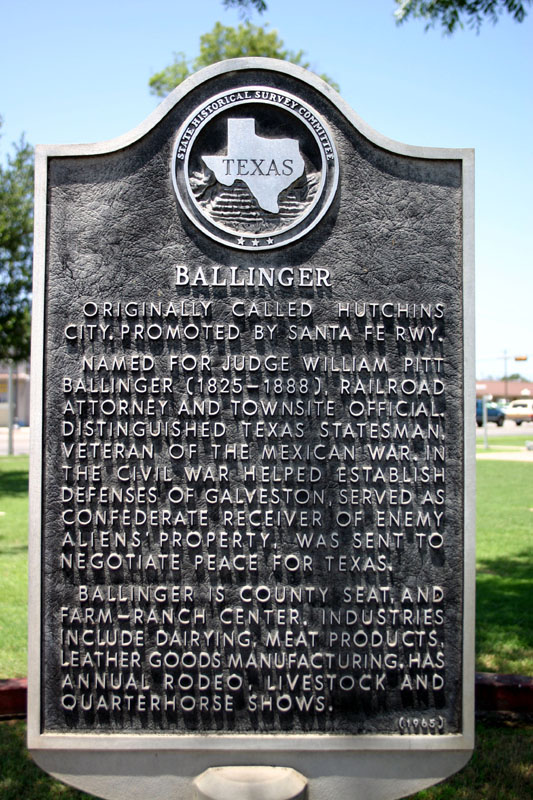 STATE HISTORICAL SURVEY COMMITTEE
TEXAS
BALLINGER
ORIGINALLY CALLED HUTCHINS
CITY. PROMOTED BY SANTA FE RWY.
NAMED FOR JUDGE WILLIAM PITT
BALLINGER (1825-1888), RAILROAD
ATTORNEY AND TOWNSITE OFFICIAL.
DISTINGUISHED TEXAS STATESMAN,
VETERAN OF THE MEXICAN WAR. IN
THE CIVIL WAR HELPED ESTABLISH
DEFENSES OF GALVESTON, SERVED AS
CONFEDERATE RECEIVER OF ENEMY
ALIENS' PROPERTY, WAS SENT TO
NEGOTIATE PEACE FOR TEXAS.
BALLINGER IS COUNTY SEAT, AND
FARM-RANCH CENTER. INDUSTRIES
INCLUDE DAIRYING, MEAT PRODUCTS,
LEATHER GOODS MANUFACTURING. HAS
ANNUAL RODEO, LIVESTOCK AND
QUARTERHORSE SHOWS.
(1965)